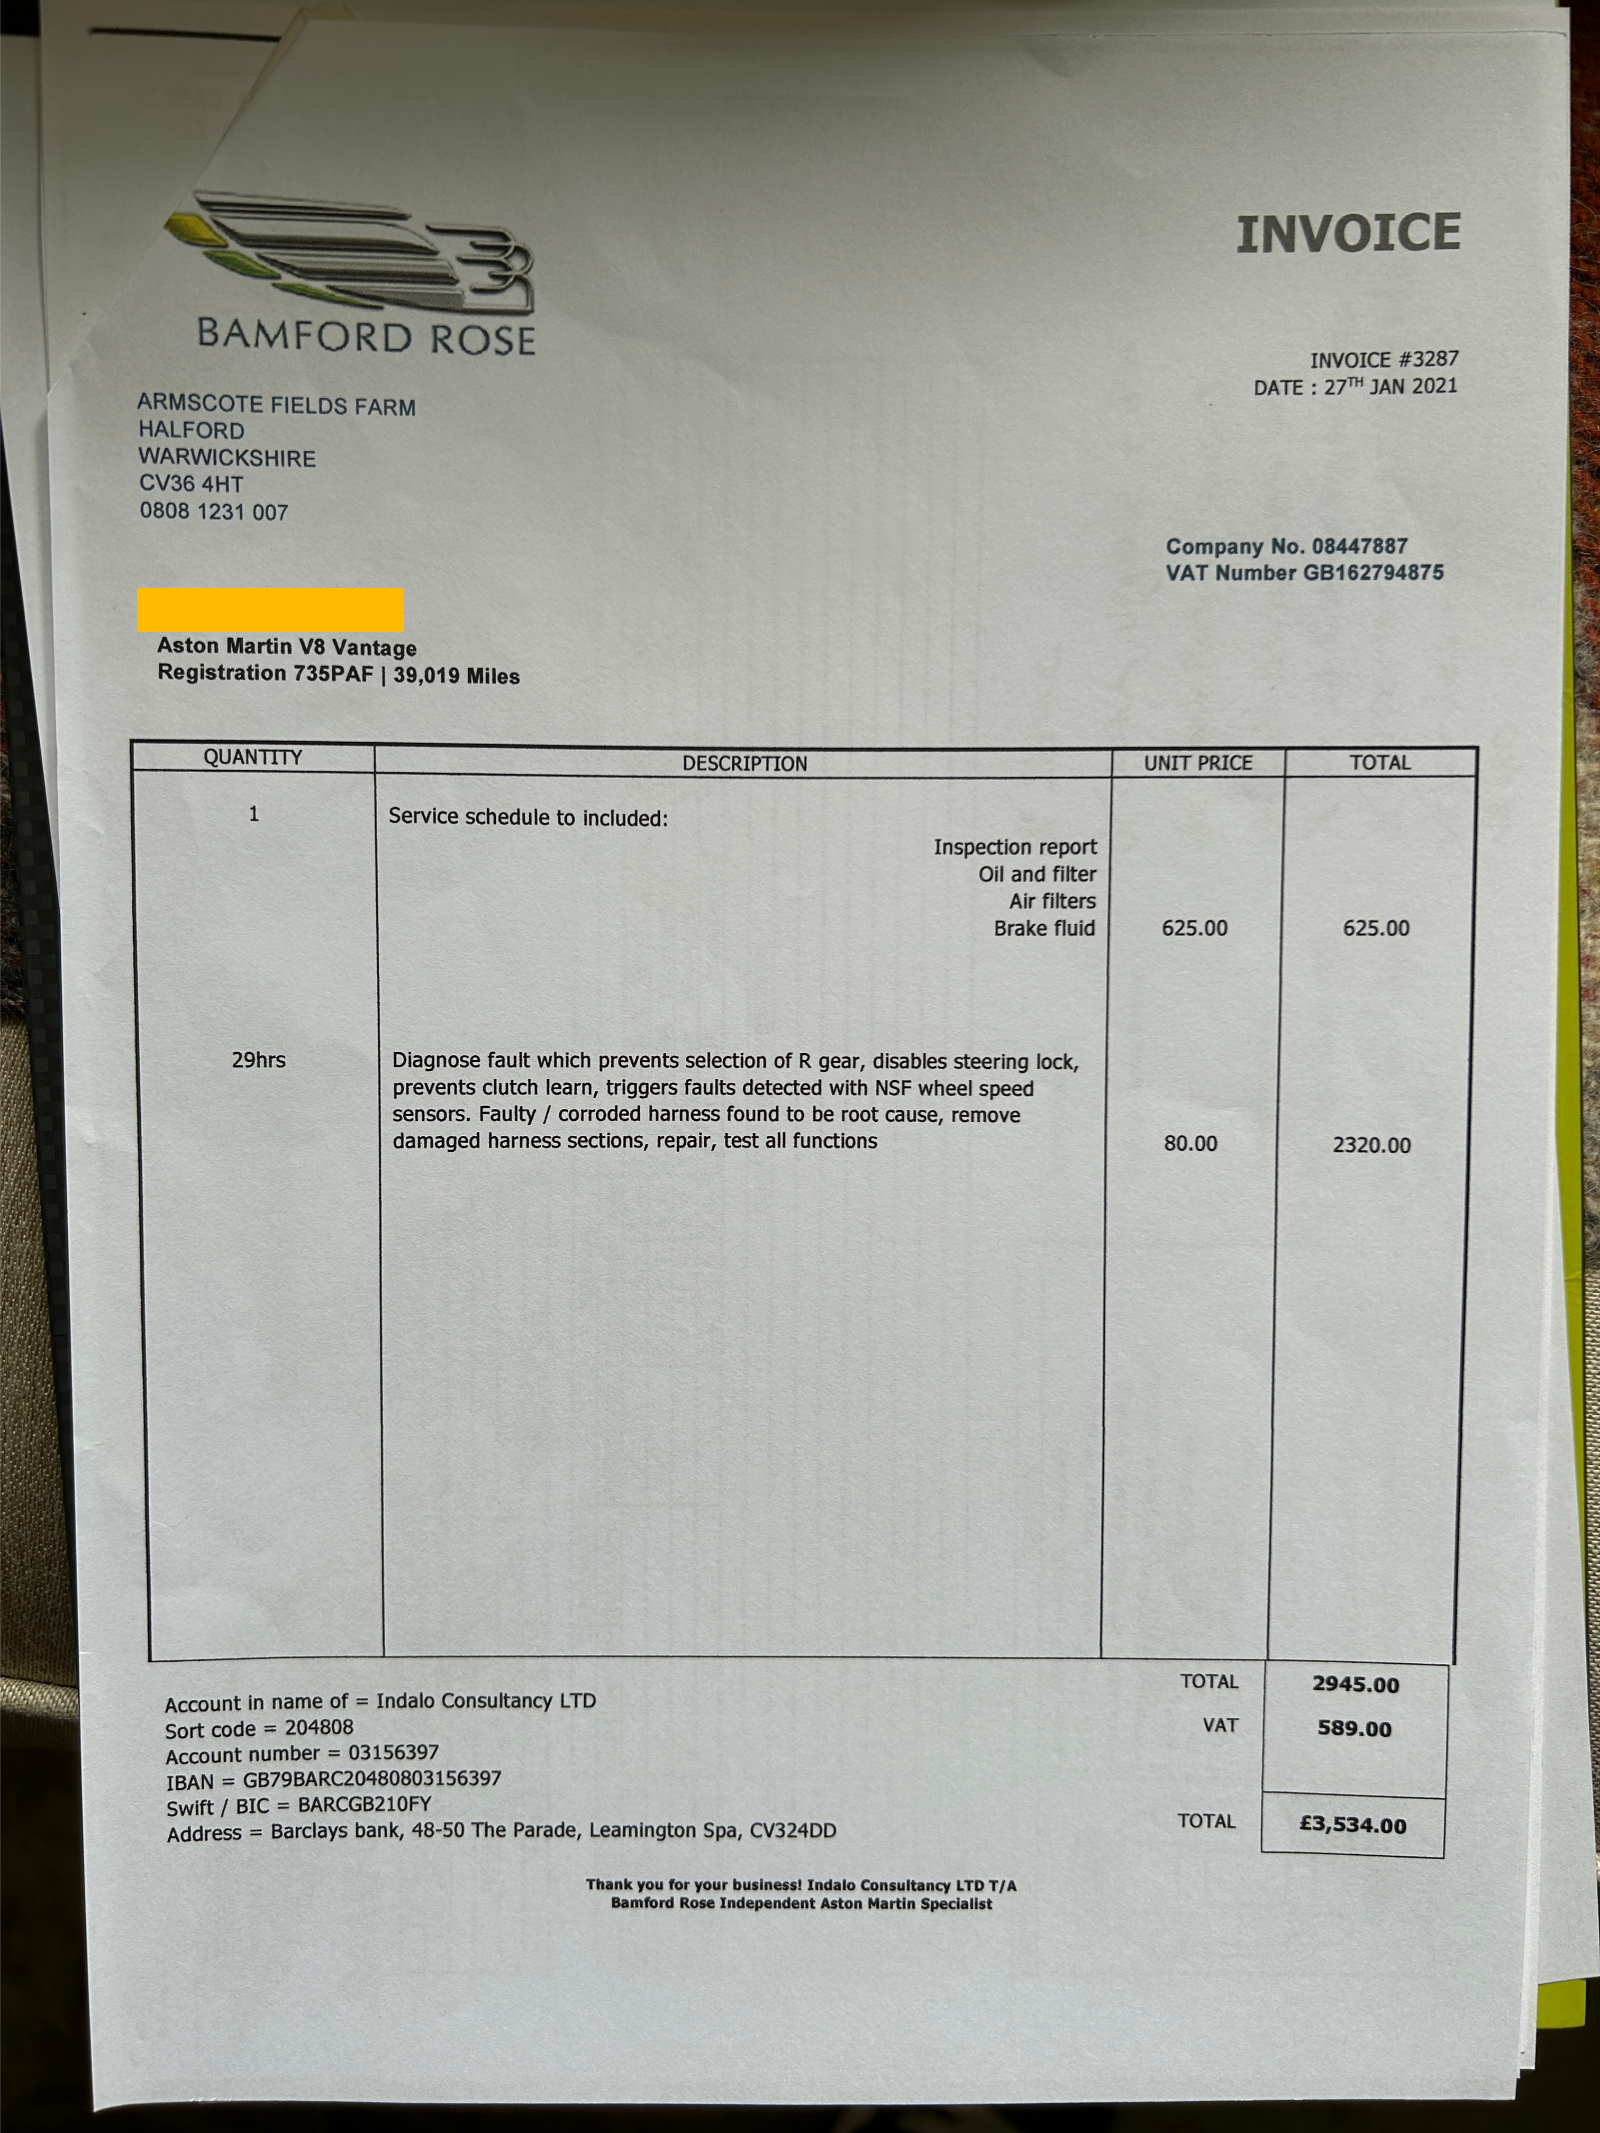 BAMFORD ROSE
INVOICE
INVOICE #3287
DATE : 27TH JAN 2021
ARMSCOTE FIELDS FARM
HALFORD
WARWICKSHIRE
CV36 4HT
0808 1231 007
Company No. 08447887
VAT Number GB162794875
Aston Martin V8 Vantage
Registration 735PAF | 39,019 Miles
QUANTITY DESCRIPTION UNIT PRICE TOTAL
1 Service schedule to included:
Inspection report
Oil and filter
Air filters
Brake fluid 625.00 625.00
29hrs Diagnose fault which prevents selection of R gear, disables steering lock,
prevents clutch learn, triggers faults detected with NSF wheel speed
sensors. Faulty / corroded harness found to be root cause, remove
damaged harness sections, repair, test all functions 80.00 2320.00
TOTAL 2945.00
VAT 589.00
TOTAL £3,534.00
Account in name of = Indalo Consultancy LTD
Sort code = 204808
Account number = 03156397
IBAN = GB79BARC20480803156397
Swift / BIC = BARCGB210FY
Address = Barclays bank, 48-50 The Parade, Leamington Spa, CV324DD
Thank you for your business! Indalo Consultancy LTD T/A
Bamford Rose Independent Aston Martin Specialist